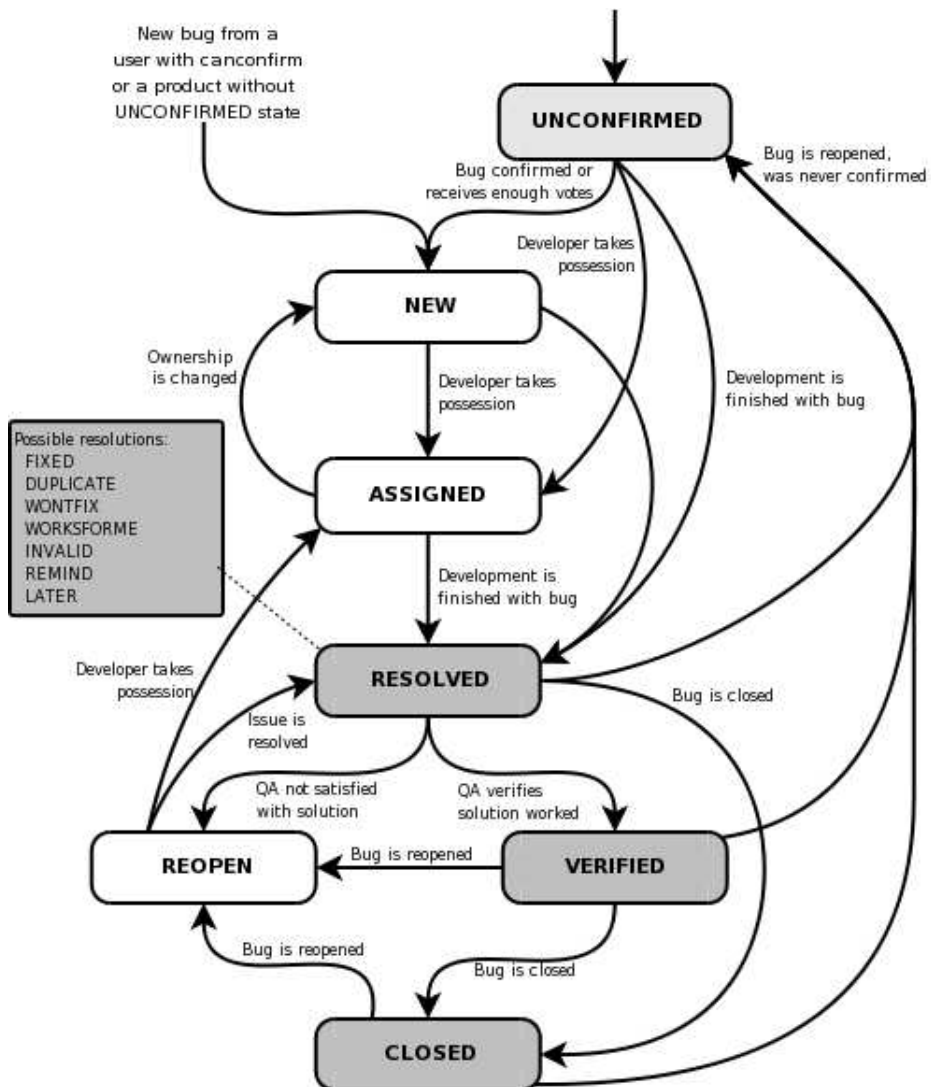 New bug from a
user with canconfirm
or a product without
UNCONFIRMED state
UNCONFIRMED
Bug is reopened,
was never confirmed
Bug confirmed or
receives enough votes
Developer takes
possession
NEW
Ownership
is changed
Developer takes
possession
Development is
finished with bug
Possible resolutions:
FIXED
DUPLICATE
WONTFIX
WORKSFORME
INVALID
REMIND
LATER
ASSIGNED
Development is
finished with bug
Developer takes
possession
RESOLVED
Bug is closed
Issue is
resolved
QA not satisfied
with solution
QA verifies
solution worked
REOPEN
Bug is reopened
VERIFIED
Bug is reopened
Bug is closed
CLOSED